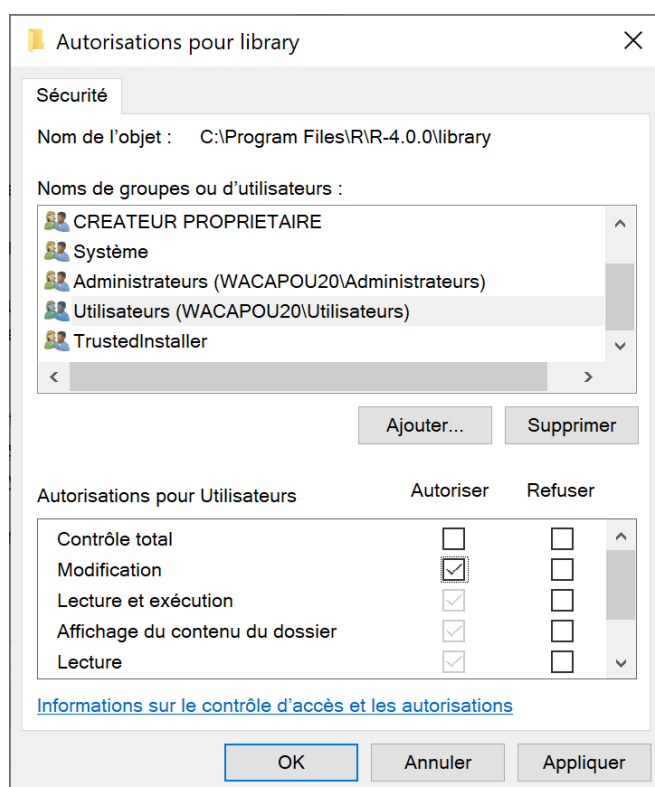 Autorisations pour library
Sécurité
Nom de l'objet : C:\Program Files\R\R-4.0.0\library
Noms de groupes ou d'utilisateurs :
CREATEUR PROPRIETAIRE
Système
Administrateurs (WACAPOU20\Administrateurs)
Utilisateurs (WACAPOU20\Utilisateurs)
TrustedInstaller
Ajouter... Supprimer
Autorisations pour Utilisateurs Autoriser Refuser
Contrôle total
Modification
Lecture et exécution
Affichage du contenu du dossier
Lecture
Informations sur le contrôle d'accès et les autorisations
OK Annuler Appliquer